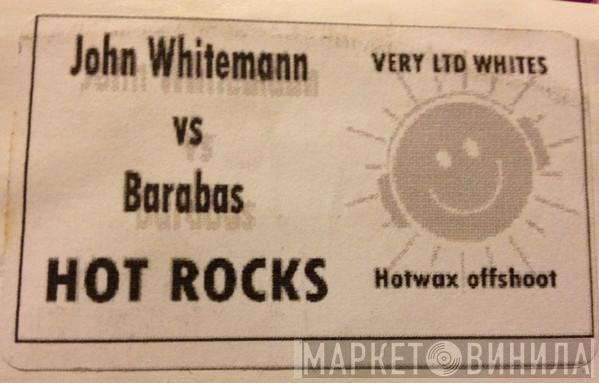 John Whitemann
vs
Barabas
HOT ROCKS
VERY LTD WHITES
Hotwax offshoot
МАРКЕТ ВИНИЛА